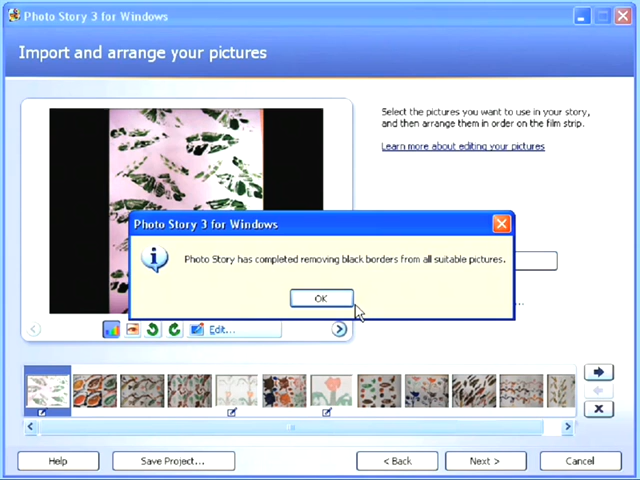 Photo Story 3 for Windows
Import and arrange your pictures
Select the pictures you want to use in your story,
and then arrange them in order on the film strip.
Learn more about editing your pictures
Photo Story 3 for Windows
Photo Story has completed removing black borders from all suitable pictures.
OK
...
Edit...
Help
Save Project...
< Back
Next >
Cancel